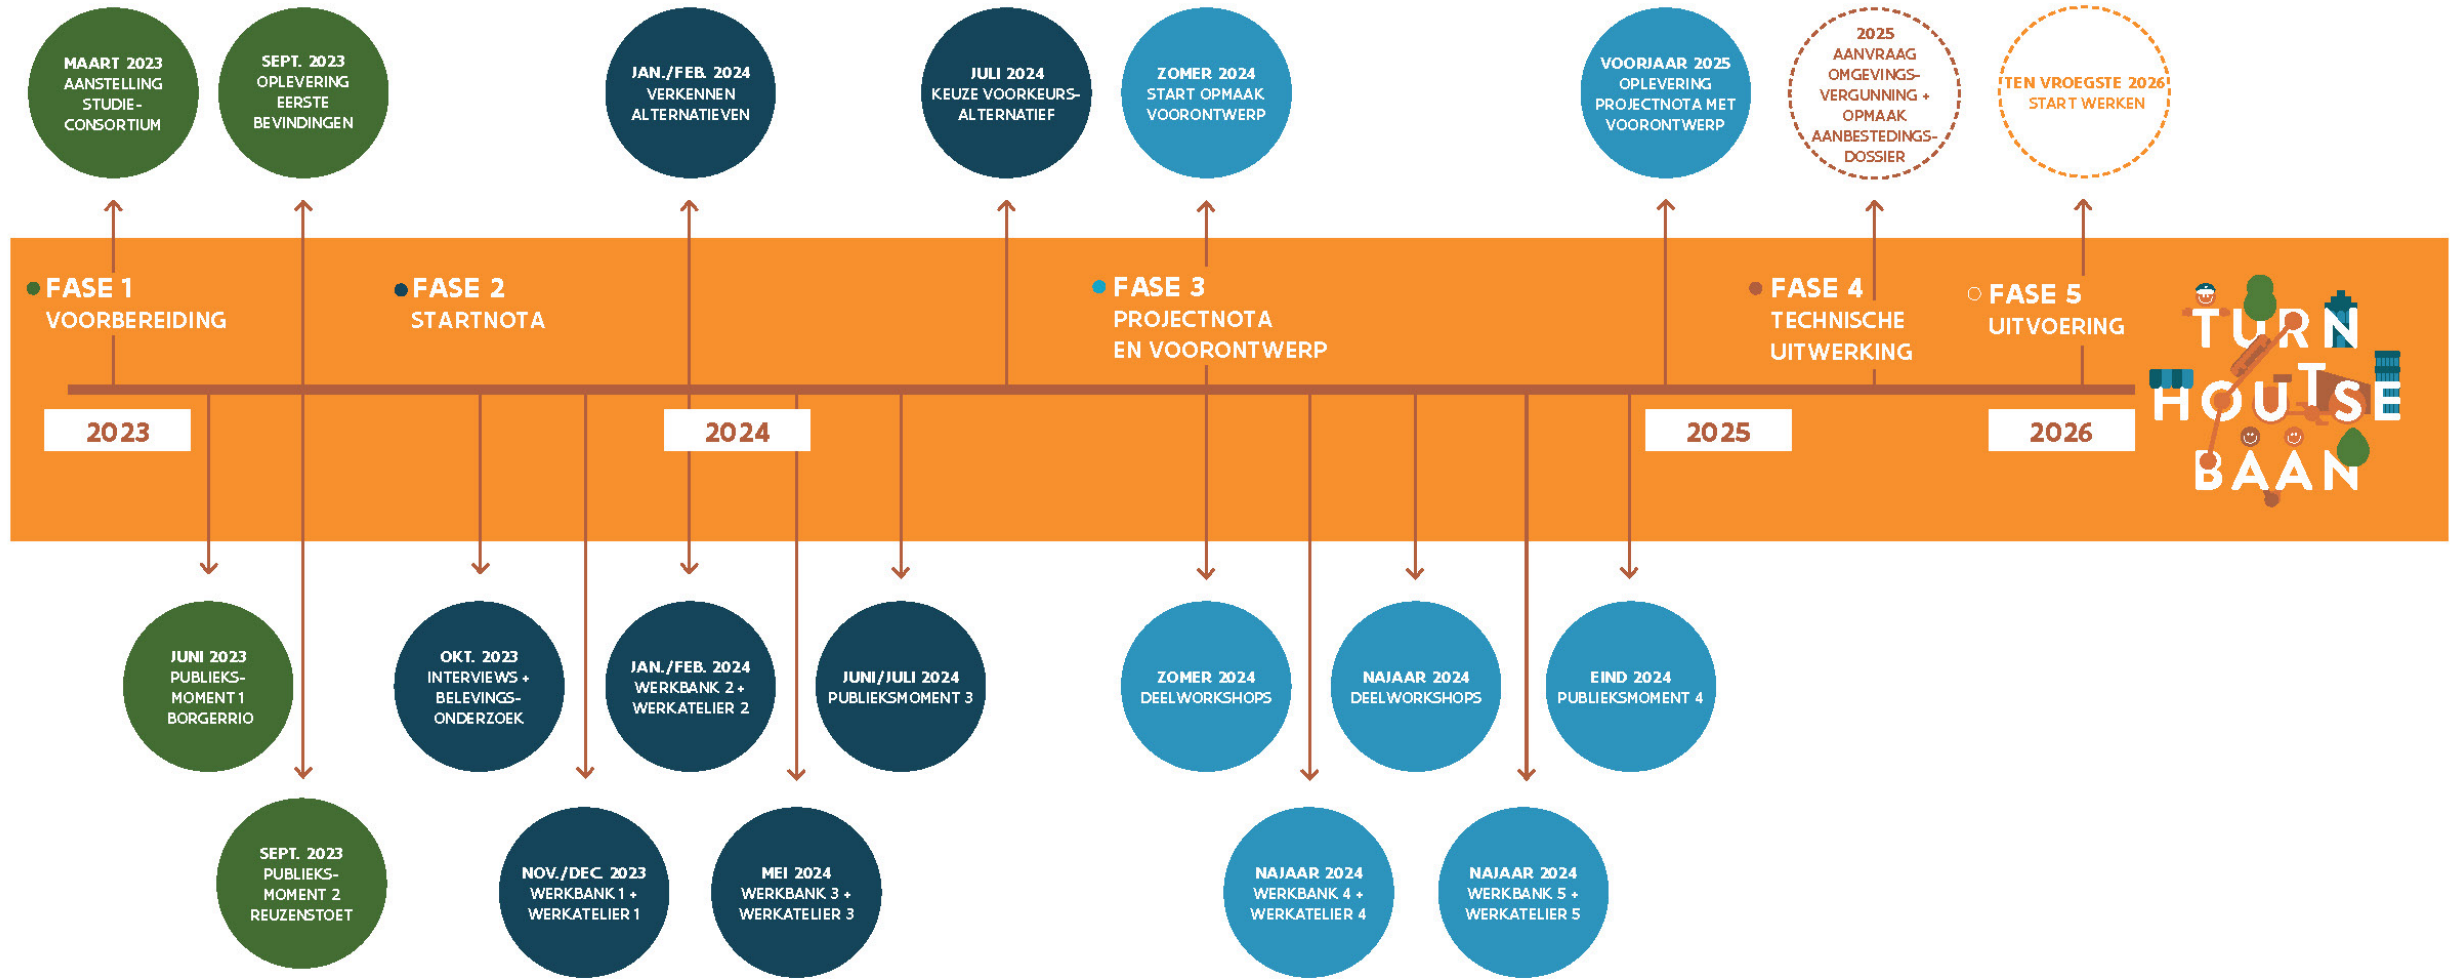 MAART 2023
AANSTELLING
STUDIE-
CONSORTIUM
SEPT. 2023
OPLEVERING
EERSTE
BEVINDINGEN
JAN./FEB. 2024
VERKENNEN
ALTERNATIEVEN
JULI 2024
KEUZE VOORKEURS-
ALTERNATIEF
ZOMER 2024
START OPMAAK
VOORONTWERP
VOORJAAR 2025
OPLEVERING
PROJECTNOTA MET
VOORONTWERP
2025
AANVRAAG
OMGEVINGS-
VERGUNNING +
OPMAAK
AANBESTEDINGS-
DOSSIER
TEN VROEGSTE 2026
START WERKEN
FASE 1
VOORBEREIDING
FASE 2
STARTNOTA
FASE 3
PROJECTNOTA
EN VOORONTWERP
FASE 4
TECHNISCHE
UITWERKING
FASE 5
UITVOERING
TURN
HOUTSE
BAAN
2023
2024
2025
2026
JUNI 2023
PUBLIEKS-
MOMENT 1
BORGERRIO
OKT. 2023
INTERVIEWS +
BELEVINGS-
ONDERZOEK
JAN./FEB. 2024
WERKBANK 2 +
WERKATELIER 2
JUNI/JULI 2024
PUBLIEKSMOMENT 3
ZOMER 2024
DEELWORKSHOPS
NAJAAR 2024
DEELWORKSHOPS
EIND 2024
PUBLIEKSMOMENT 4
SEPT. 2023
PUBLIEKS-
MOMENT 2
REUZENSTOET
NOV./DEC. 2023
WERKBANK 1 +
WERKATELIER 1
MEI 2024
WERKBANK 3 +
WERKATELIER 3
NAJAAR 2024
WERKBANK 4 +
WERKATELIER 4
NAJAAR 2024
WERKBANK 5 +
WERKATELIER 5